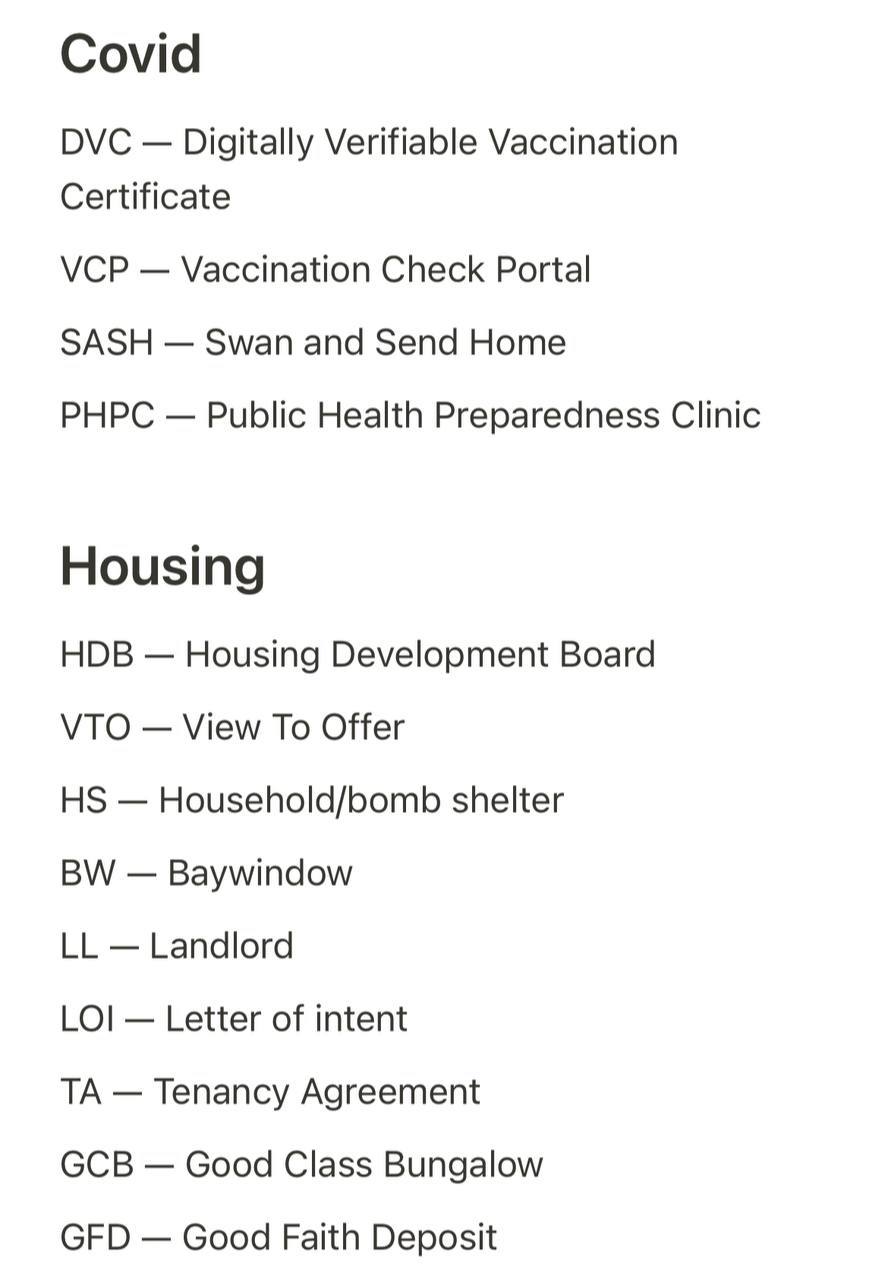 Covid
DVC — Digitally Verifiable Vaccination
Certificate
VCP — Vaccination Check Portal
SASH — Swan and Send Home
PHPC — Public Health Preparedness Clinic
Housing
HDB — Housing Development Board
VTO — View To Offer
HS — Household/bomb shelter
BW — Baywindow
LL — Landlord
LOI — Letter of intent
TA — Tenancy Agreement
GCB — Good Class Bungalow
GFD — Good Faith Deposit